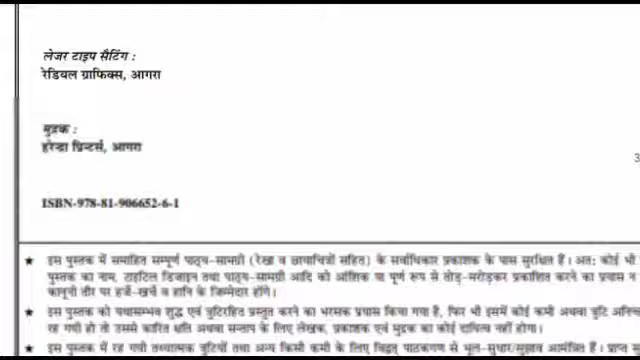 लेजर टाइप सैटिंग :
रेडियल ग्राफिक्स, आगरा
मुद्रक :
हरेन्द्रा प्रिन्टर्स, आगरा
3
ISBN-978-81-906652-6-1
★ इस पुस्तक में समाहित सम्पूर्ण पाठ्य-सामग्री (रेखा व छायाचित्रों सहित) के सर्वाधिकार प्रकाशक के पास सुरक्षित हैं। अत: कोई भी
पुस्तक का नाम, टाइटिल डिजाइन तथा पाठ्य-सामग्री आदि को आंशिक या पूर्ण रूप से तोड़-मरोड़कर प्रकाशित करने का प्रयास न
कानूनी तौर पर हर्जे-खर्चे व हानि के जिम्मेदार होंगे।
★ इस पुस्तक को यथासम्भव शुद्ध एवं त्रुटिरहित प्रस्तुत करने का भरसक प्रयास किया गया है, फिर भी इसमें कोई कमी अथवा त्रुटि
रह गयी हो तो उससे कारित क्षति अथवा सन्ताप के लिए लेखक, प्रकाशक एवं मुद्रक का कोई दायित्व नहीं होगा।
★ इस पुस्तक में रह गयी तथ्यात्मक त्रुटियों तथा अन्य किसी कमी के लिए विद्वत् पाठकगण से भूल-सुधार/सुझाव आमंत्रित हैं। प्राप्त